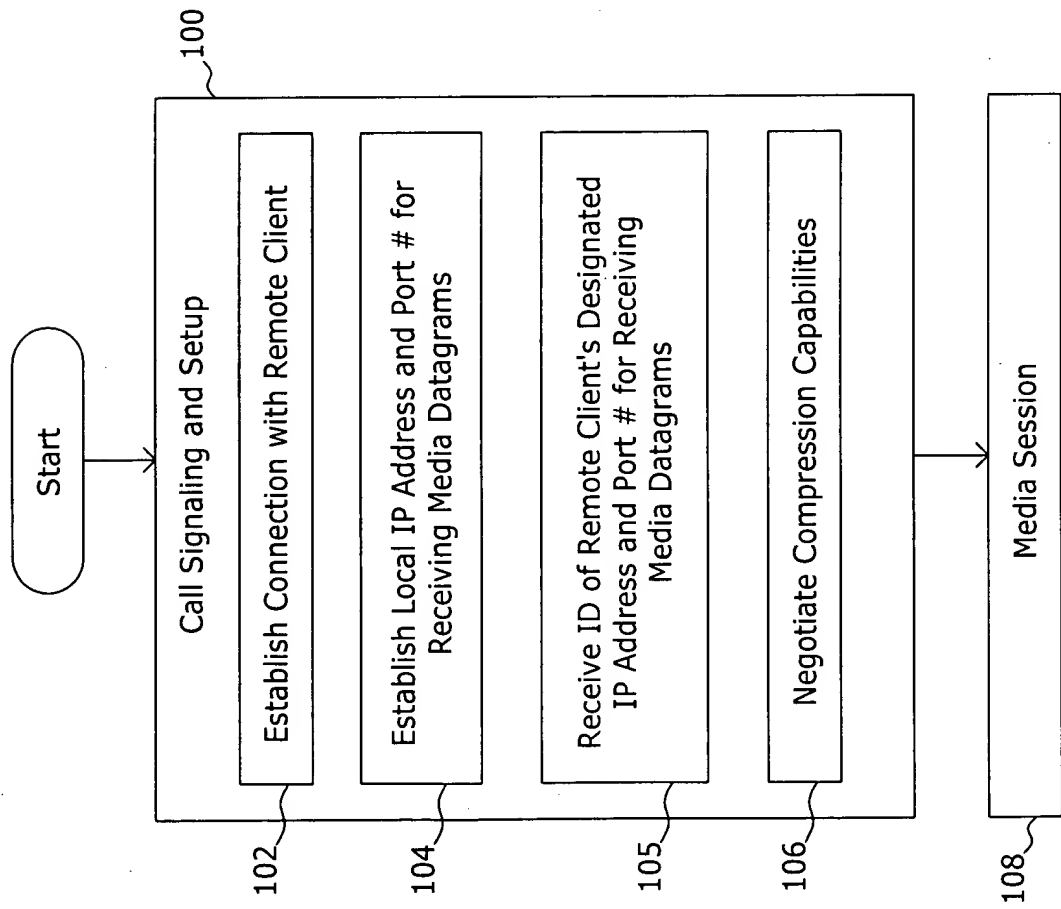 Start
100
Call Signaling and Setup
102
Establish Connection with Remote Client
104
Establish Local IP Address and Port # for
Receiving Media Datagrams
105
Receive ID of Remote Client's Designated
IP Address and Port # for Receiving
Media Datagrams
106
Negotiate Compression Capabilities
108
Media Session